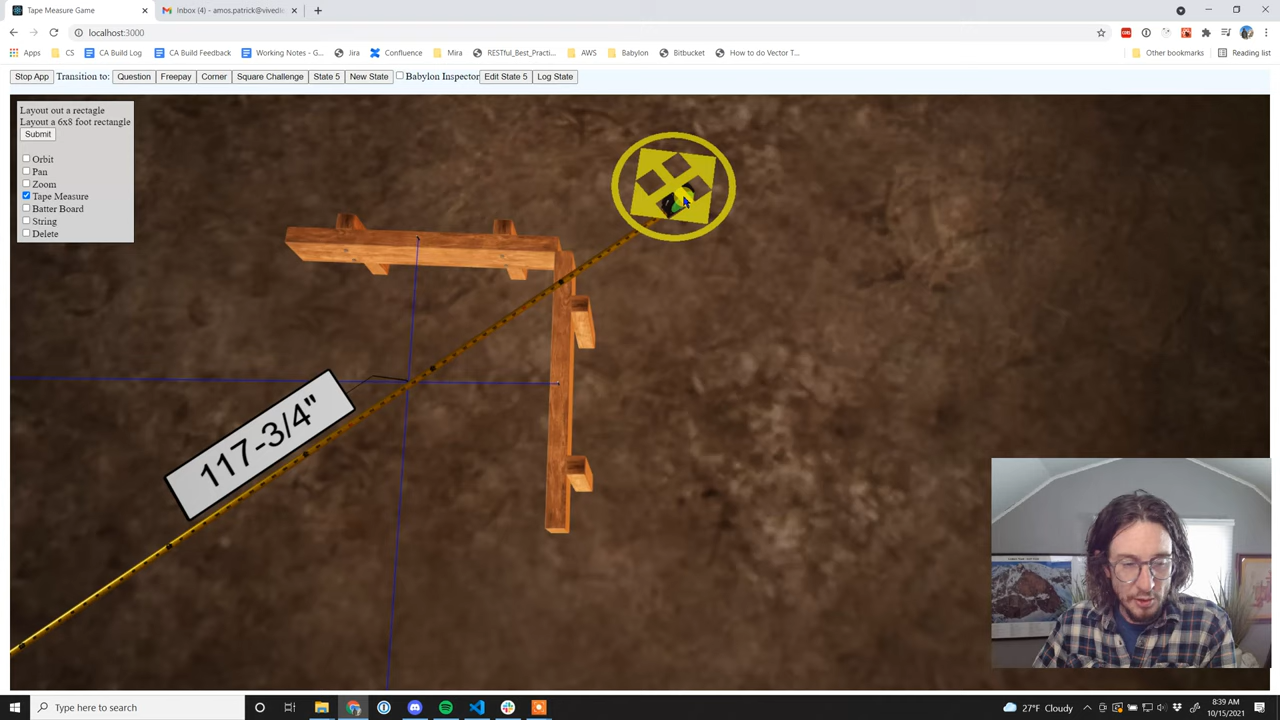 Tape Measure Game
Inbox (4) - amos.patrick@vivedle
localhost:3000
Apps CS CA Build Log CA Build Feedback Working Notes - G... Jira Confluence Mira RESTful_Best_Practi... AWS Babylon Bitbucket How to do Vector T... Other bookmarks Reading list
Stop App Transition to: Question Freepay Corner Square Challenge State 5 New State Babylon Inspector Edit State 5 Log State
Layout out a rectagle
Layout a 6x8 foot rectangle
Submit
Orbit
Pan
Zoom
Tape Measure
Batter Board
String
Delete
117-3/4"
Type here to search
27°F Cloudy
8:39 AM
10/15/2021